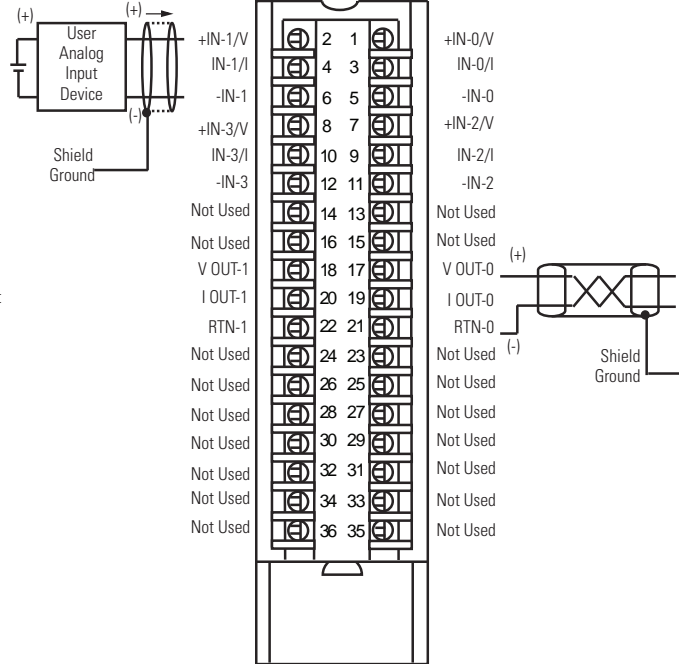 (+)
(+)
User
Analog
Input
Device
(-)
Shield
Ground
+IN-1/V 2 1 +IN-0/V
IN-1/I 4 3 IN-0/I
-IN-1 6 5 -IN-0
+IN-3/V 8 7 +IN-2/V
IN-3/I 10 9 IN-2/I
-IN-3 12 11 -IN-2
Not Used 14 13 Not Used
Not Used 16 15 Not Used
V OUT-1 18 17 V OUT-0 (+)
I OUT-1 20 19 I OUT-0
RTN-1 22 21 RTN-0 (-)
Not Used 24 23 Not Used
Shield
Ground
Not Used 26 25 Not Used
Not Used 28 27 Not Used
Not Used 30 29 Not Used
Not Used 32 31 Not Used
Not Used 34 33 Not Used
Not Used 36 35 Not Used